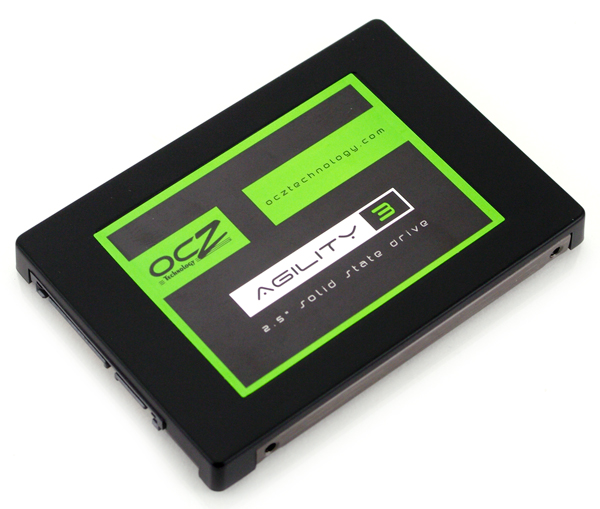 OCZ
Technology
ocztechnology.com
AGILITY 3
2.5" solid state drive